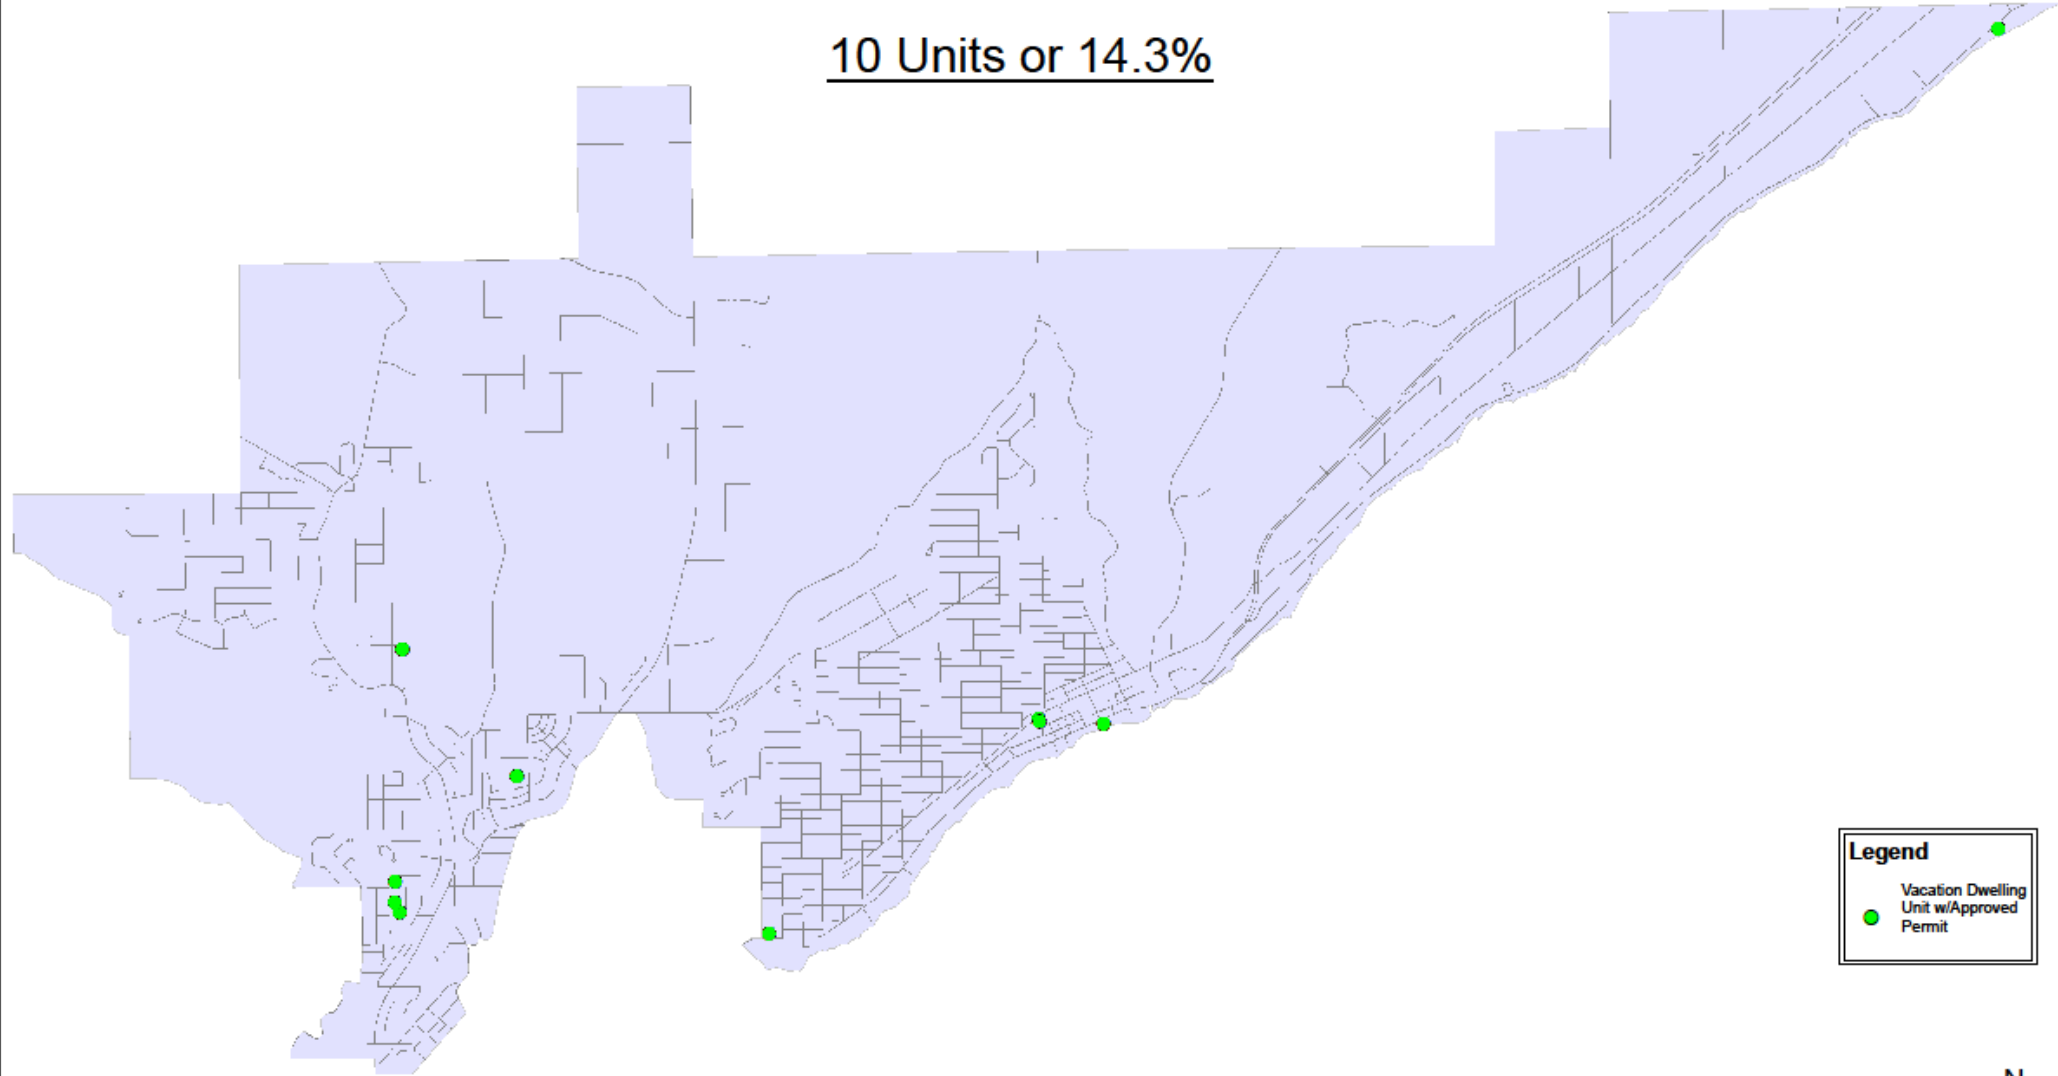 10 Units or 14.3%
Legend
Vacation Dwelling
Unit w/Approved
Permit
N